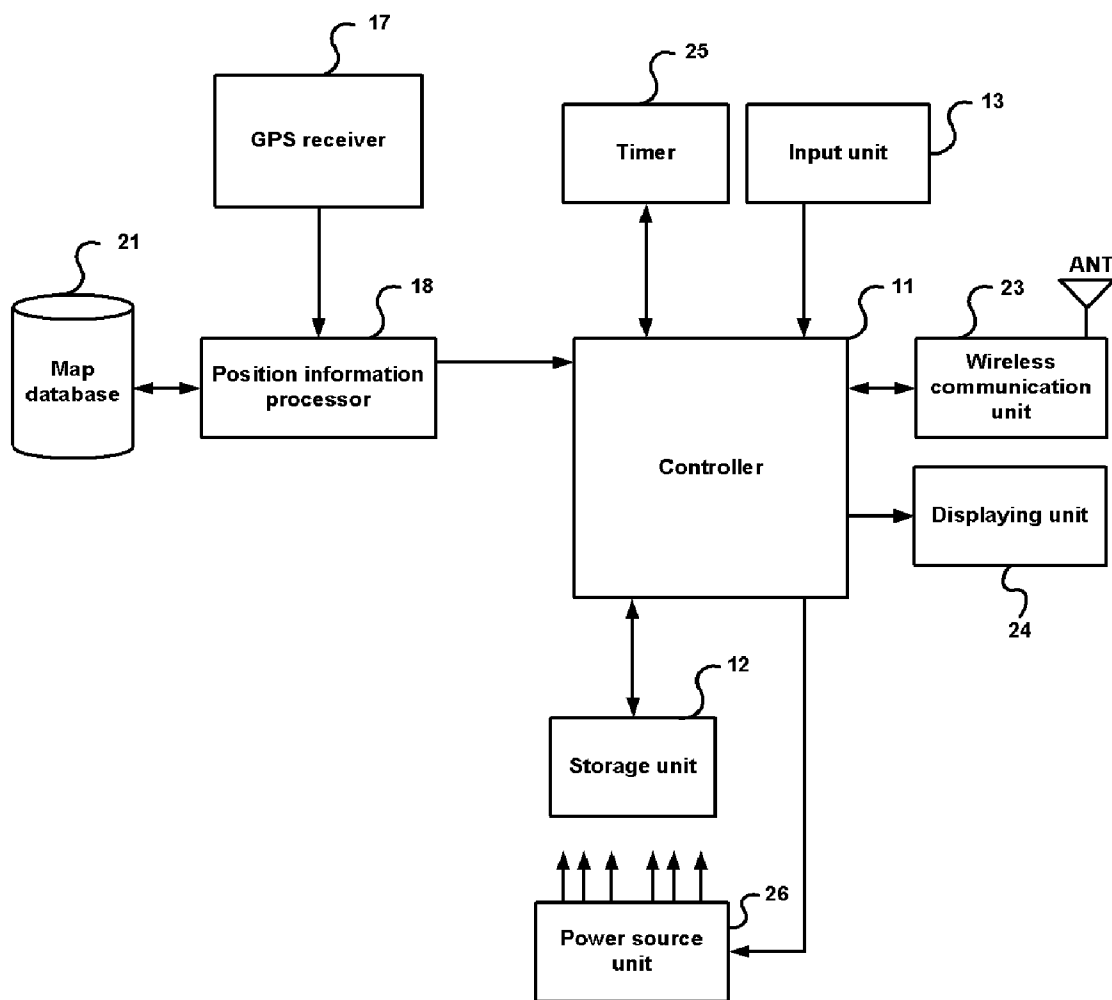 17
GPS receiver
25
Timer
13
Input unit
21
Map
database
18
Position information
processor
11
Controller
23
ANT
Wireless
communication
unit
Displaying unit
24
12
Storage unit
26
Power source
unit